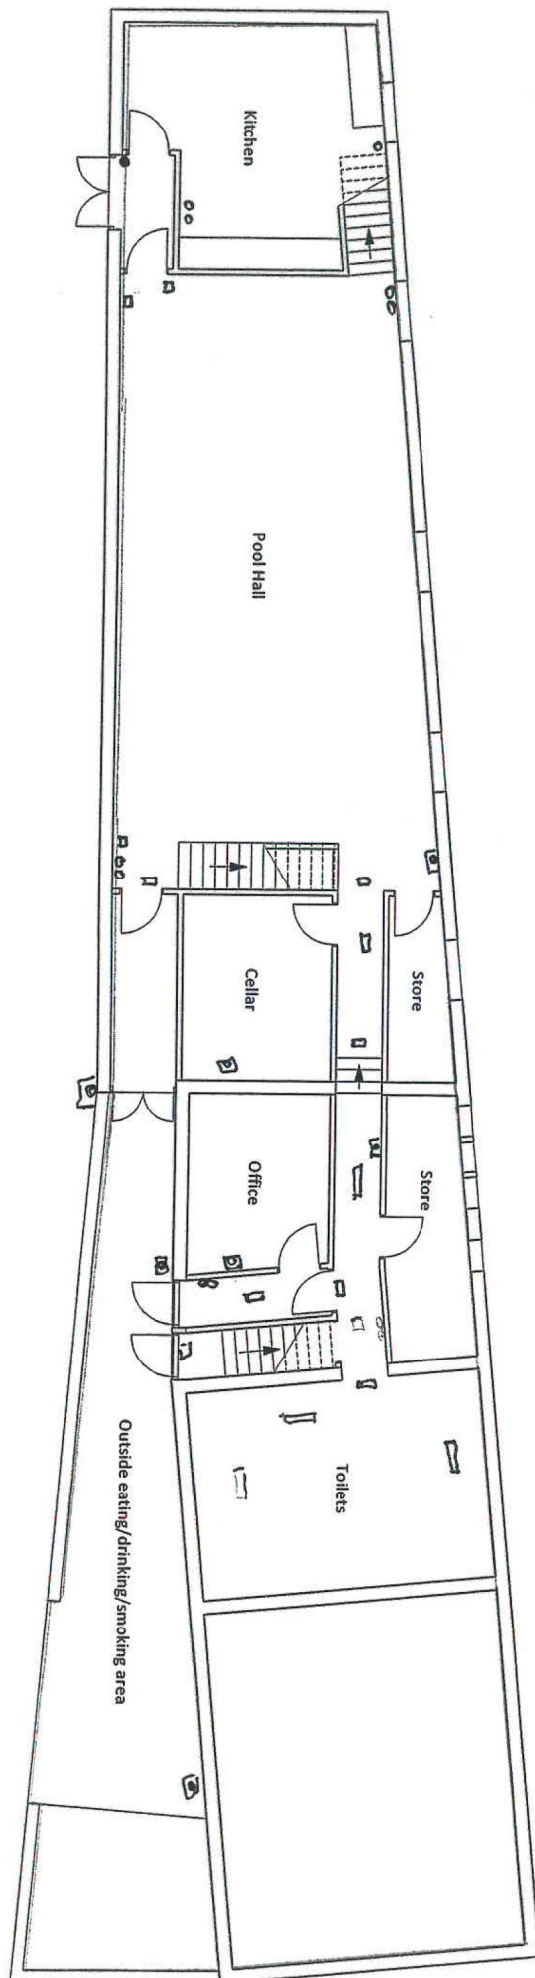 Kitchen
Pool Hall
Cellar
Store
Office
Store
Toilets
Outside eating/drinking/smoking area